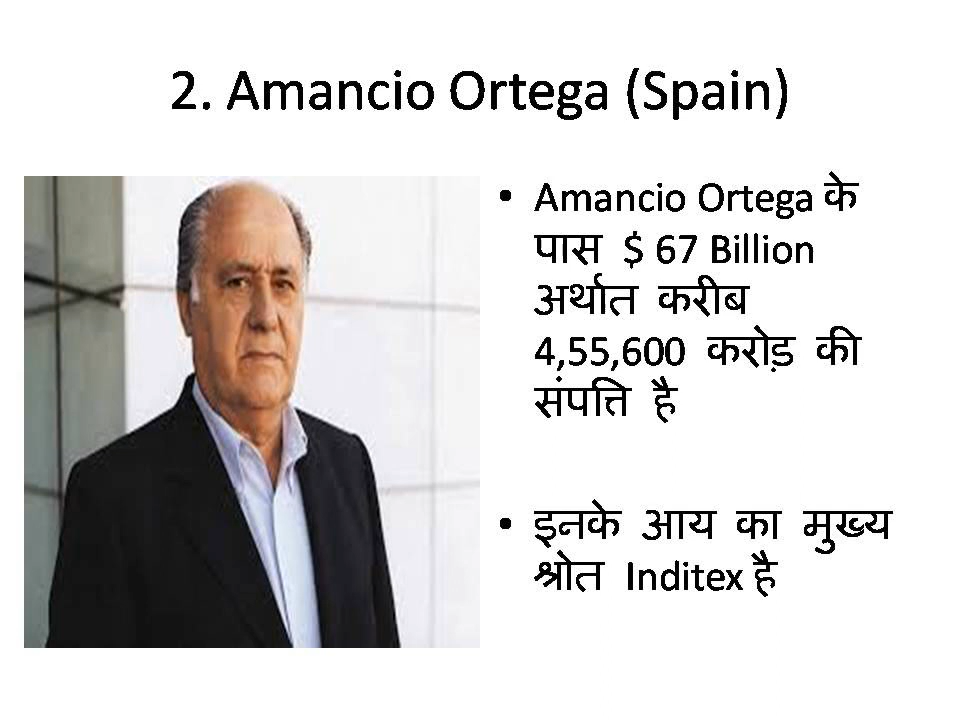 2. Amancio Ortega (Spain)
• Amancio Ortega के
पास $ 67 Billion
अर्थात करीब
4,55,600 करोड़ की
संपत्ति है
• इनके आय का मुख्य
श्रोत Inditex है